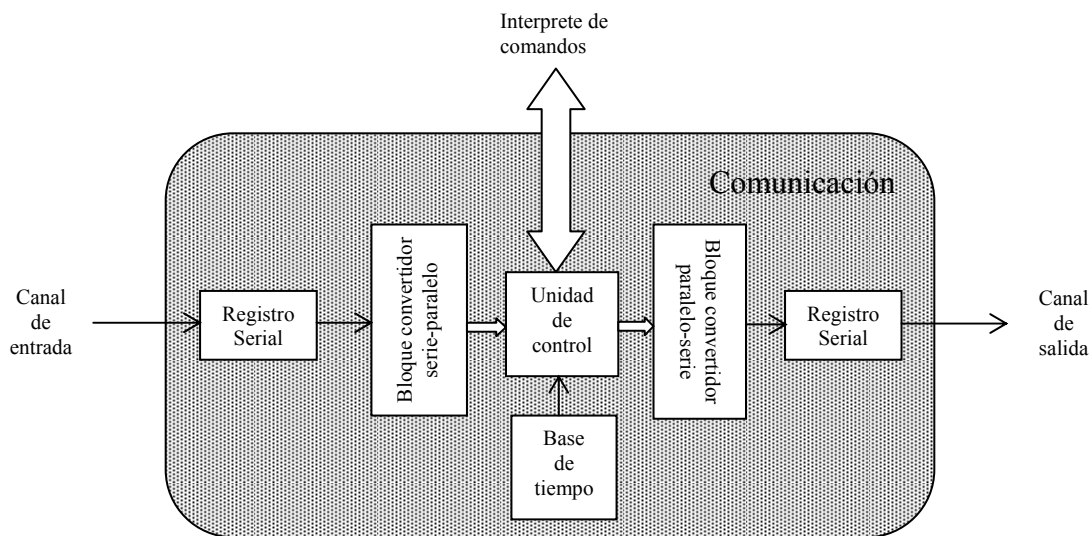 Interprete de
comandos
Comunicación
Canal
de
entrada
Registro
Serial
Bloque convertidor
serie-paralelo
Unidad
de
control
Bloque convertidor
paralelo-serie
Registro
Serial
Canal
de
salida
Base
de
tiempo